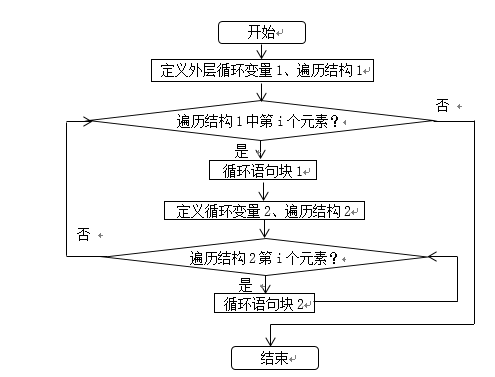 开始
定义外层循环变量1、遍历结构1
否
遍历结构1中第i个元素？
是
循环语句块1
定义循环变量2、遍历结构2
否
遍历结构2第i个元素？
是
循环语句块2
结束